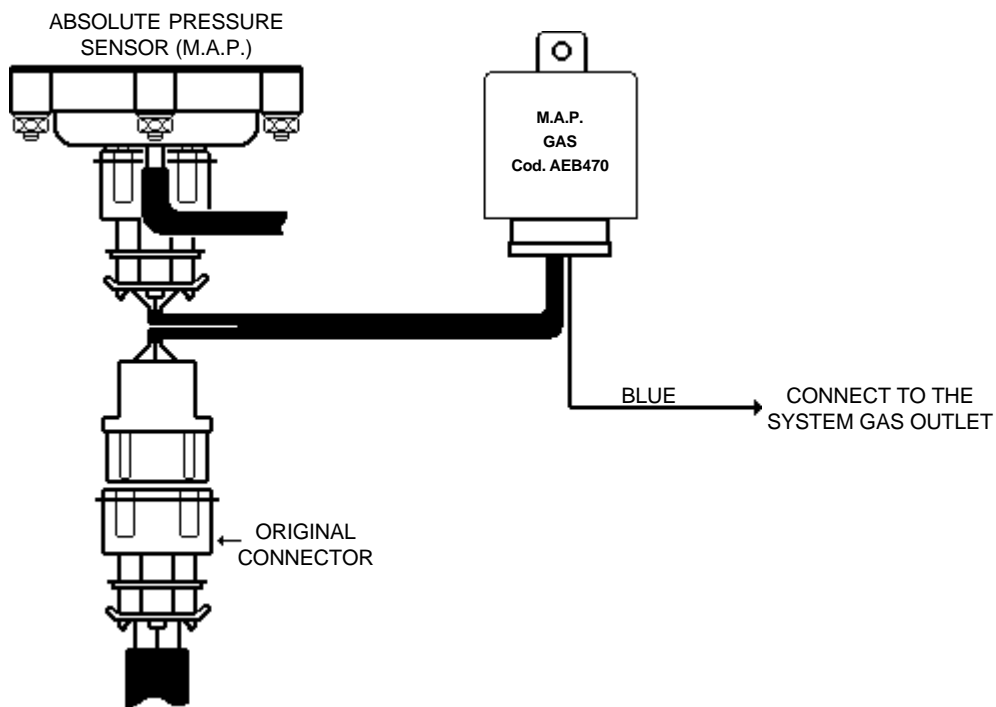 ABSOLUTE PRESSURE
SENSOR (M.A.P.)
M.A.P.
GAS
Cod. AEB470
BLUE
CONNECT TO THE
SYSTEM GAS OUTLET
ORIGINAL
CONNECTOR